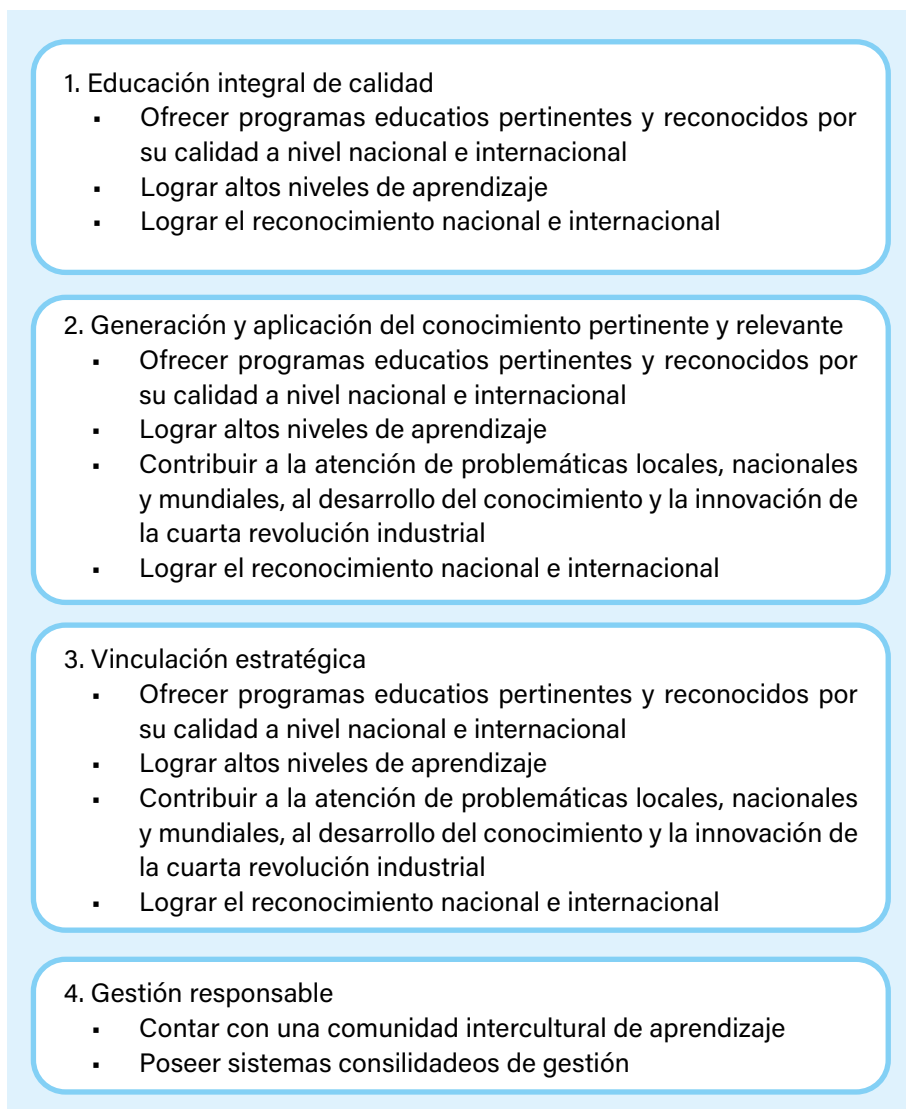 1. Educación integral de calidad
▪ Ofrecer programas educatios pertinentes y reconocidos por
su calidad a nivel nacional e internacional
▪ Lograr altos niveles de aprendizaje
▪ Lograr el reconocimiento nacional e internacional
2. Generación y aplicación del conocimiento pertinente y relevante
▪ Ofrecer programas educatios pertinentes y reconocidos por
su calidad a nivel nacional e internacional
▪ Lograr altos niveles de aprendizaje
▪ Contribuir a la atención de problemáticas locales, nacionales
y mundiales, al desarrollo del conocimiento y la innovación de
la cuarta revolución industrial
▪ Lograr el reconocimiento nacional e internacional
3. Vinculación estratégica
▪ Ofrecer programas educatios pertinentes y reconocidos por
su calidad a nivel nacional e internacional
▪ Lograr altos niveles de aprendizaje
▪ Contribuir a la atención de problemáticas locales, nacionales
y mundiales, al desarrollo del conocimiento y la innovación de
la cuarta revolución industrial
▪ Lograr el reconocimiento nacional e internacional
4. Gestión responsable
▪ Contar con una comunidad intercultural de aprendizaje
▪ Poseer sistemas consilidadeos de gestión